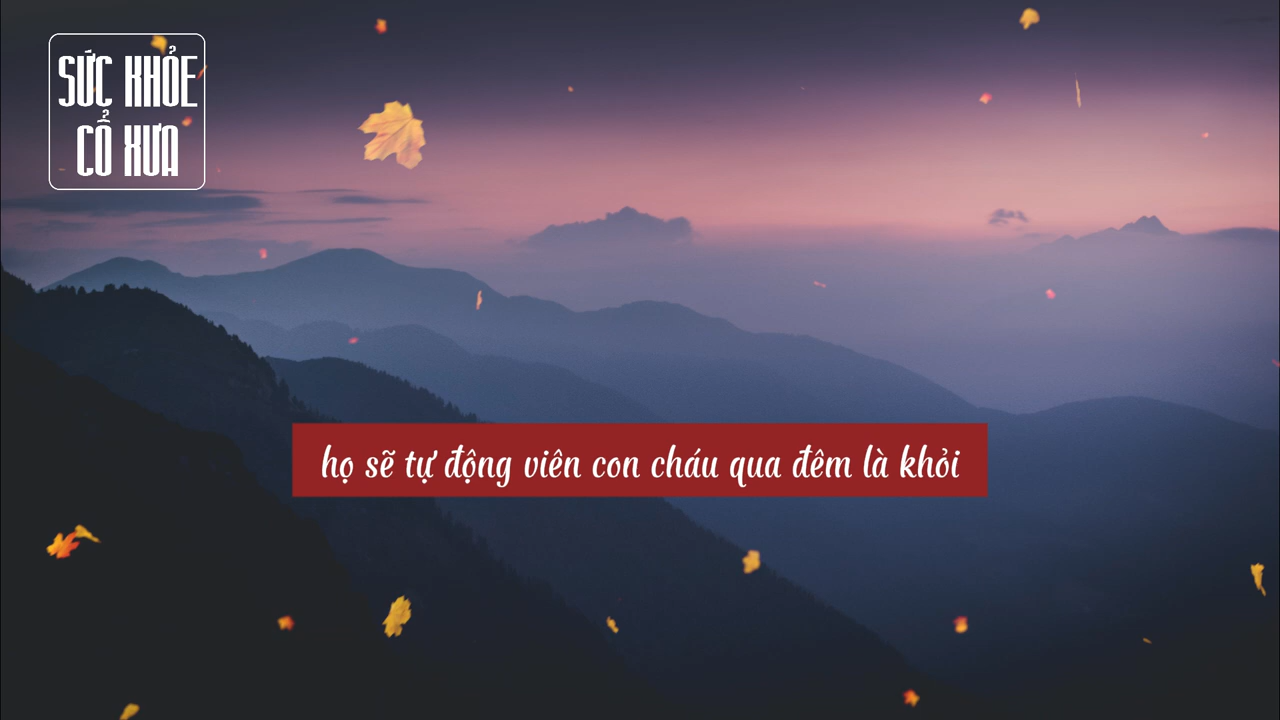 SỨC KHỎE
CỔ XƯA
họ sẽ tự động viên con cháu qua đêm là khỏi